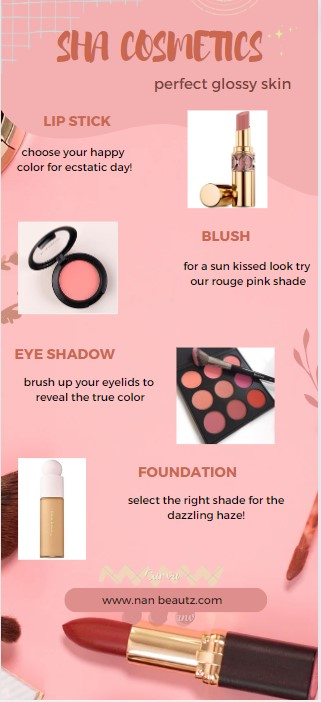 SHA COSMETICS
perfect glossy skin
LIP STICK
choose your happy
color for ecstatic day!
BLUSH
for a sun kissed look try
our rouge pink shade
EYE SHADOW
brush up your eyelids to
reveal the true color
FOUNDATION
select the right shade for the
dazzling haze!
www.nan beautz.com